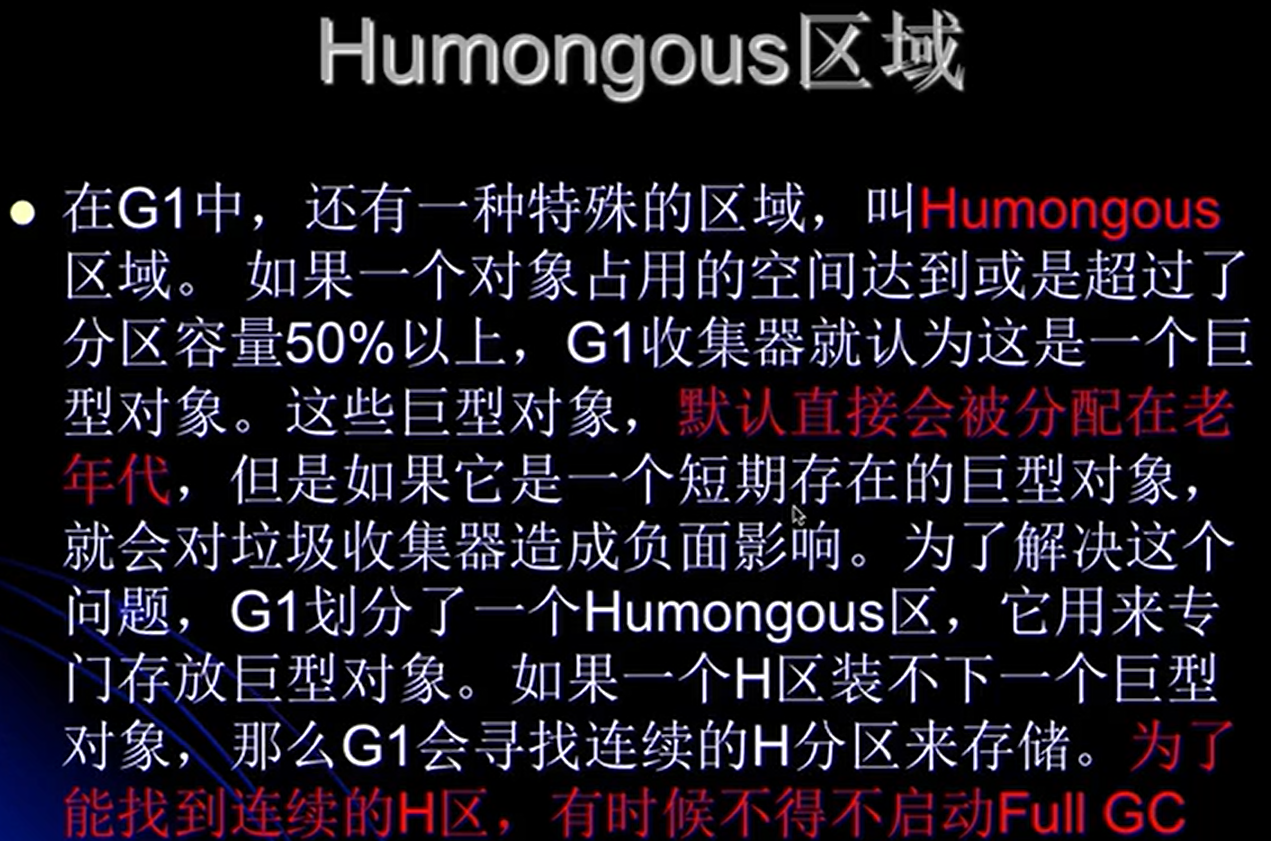 Humongous区域
在G1中，还有一种特殊的区域，叫Humongous
区域。 如果一个对象占用的空间达到或是超过了
分区容量50%以上，G1收集器就认为这是一个巨
型对象。这些巨型对象，默认直接会被分配在老
年代，但是如果它是一个短期存在的巨型对象，
就会对垃圾收集器造成负面影响。为了解决这个
问题，G1划分了一个Humongous区，它用来专
门存放巨型对象。如果一个H区装不下一个巨型
对象，那么G1会寻找连续的H分区来存储。为了
能找到连续的H区，有时候不得不启动Full GC